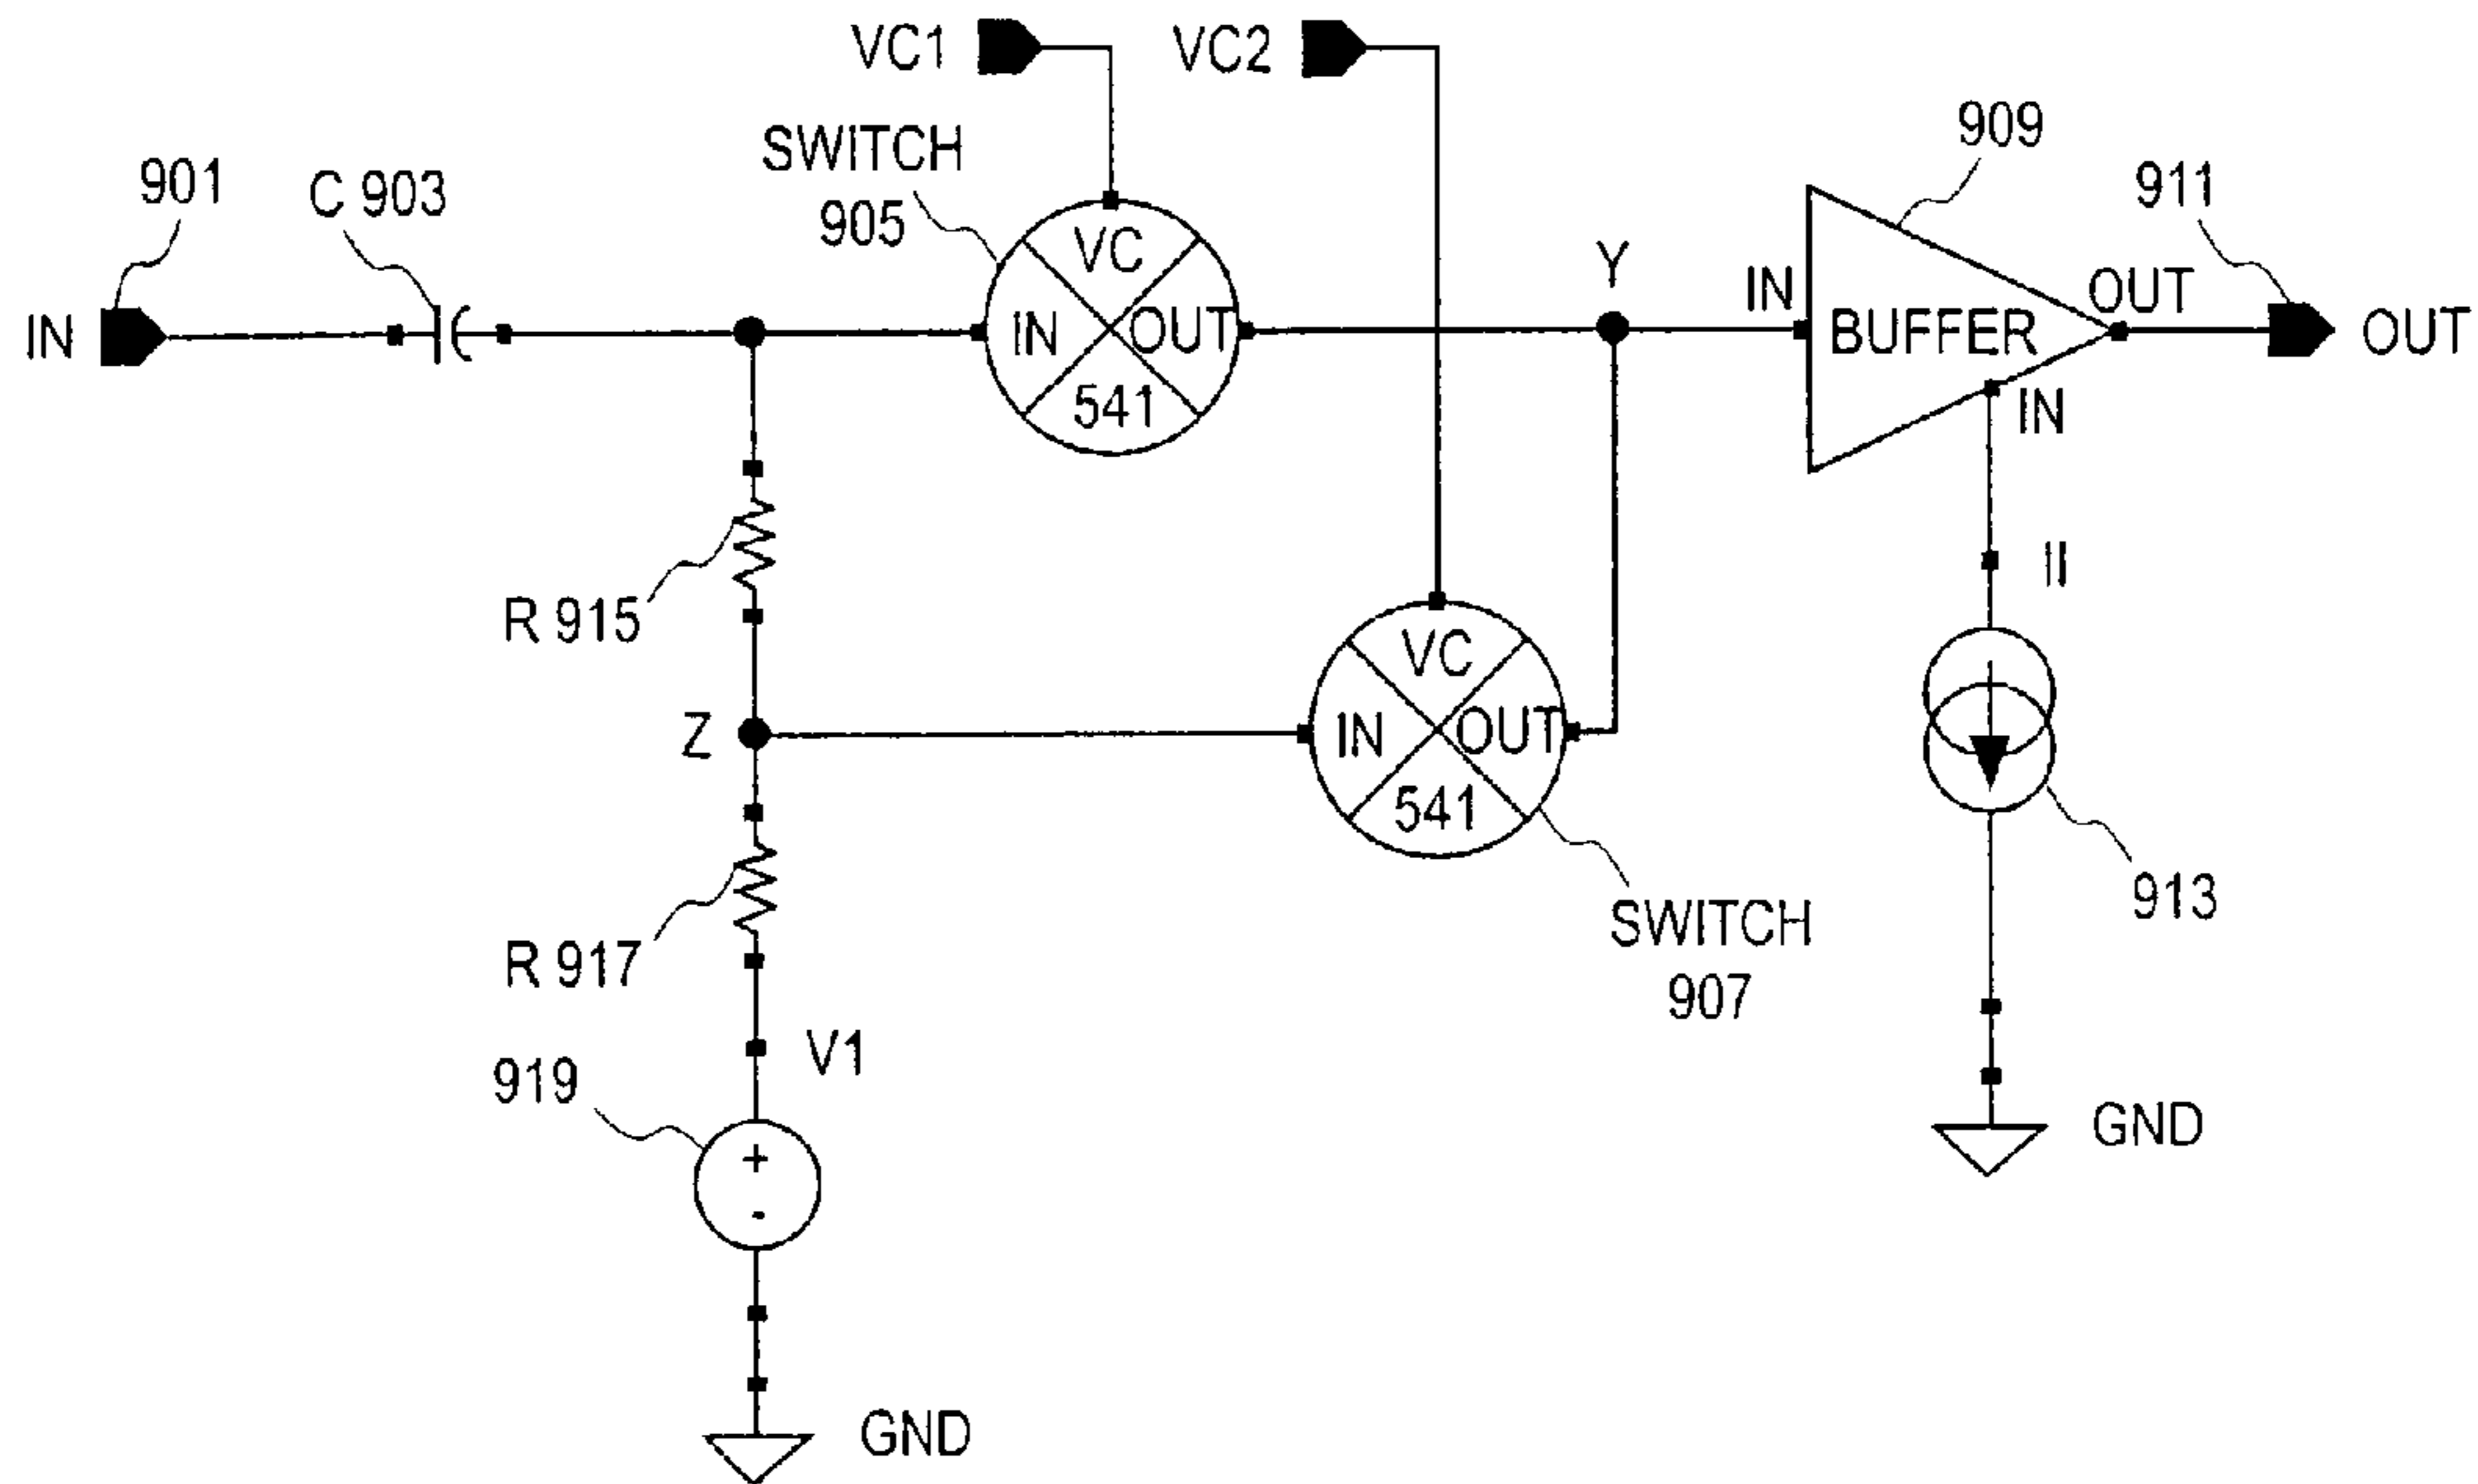 VC1
VC2
SWITCH
905
909
901
C 903
911
VC
IN
OUT
541
Y
IN
BUFFER
OUT
IN
OUT
IN
R 915
II
Z
VC
IN
OUT
541
R 917
913
SWITCH
907
V1
919
+
-
GND
GND